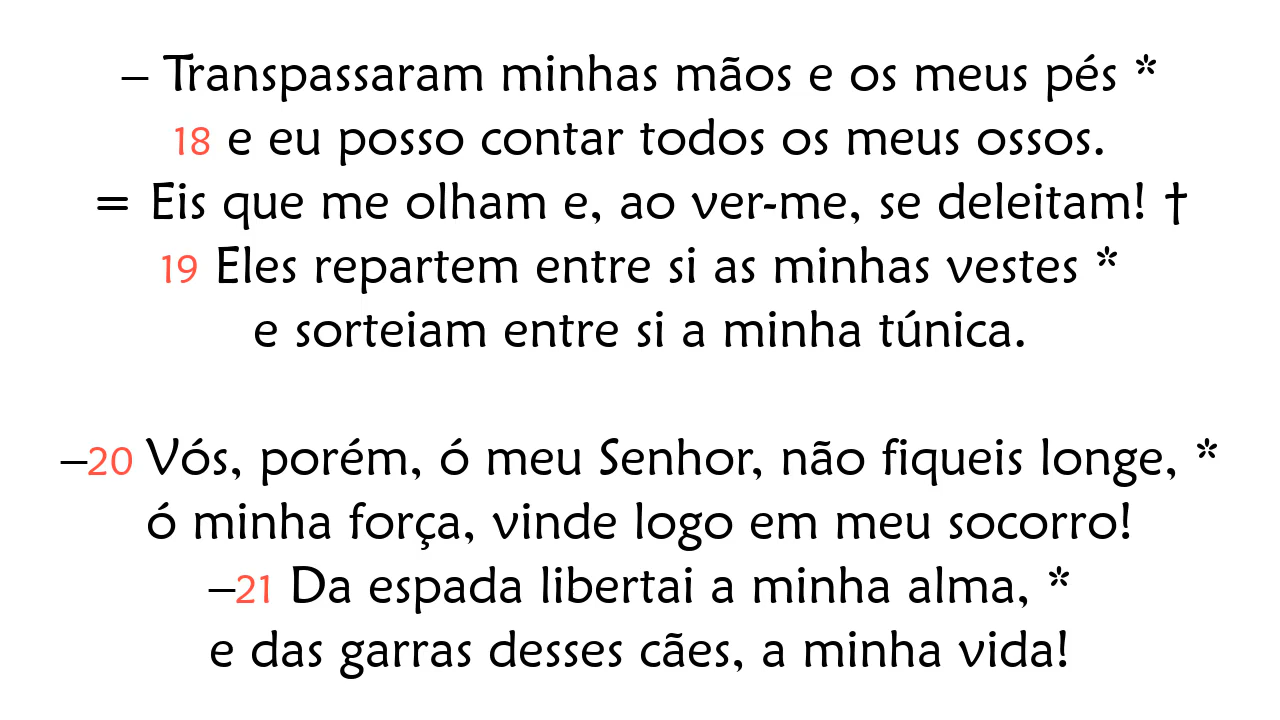 – Transpassaram minhas mãos e os meus pés *
18 e eu posso contar todos os meus ossos.
= Eis que me olham e, ao ver-me, se deleitam! †
19 Eles repartem entre si as minhas vestes *
e sorteiam entre si a minha túnica.
–20 Vós, porém, ó meu Senhor, não fiqueis longe, *
ó minha força, vinde logo em meu socorro!
–21 Da espada libertai a minha alma, *
e das garras desses cães, a minha vida!